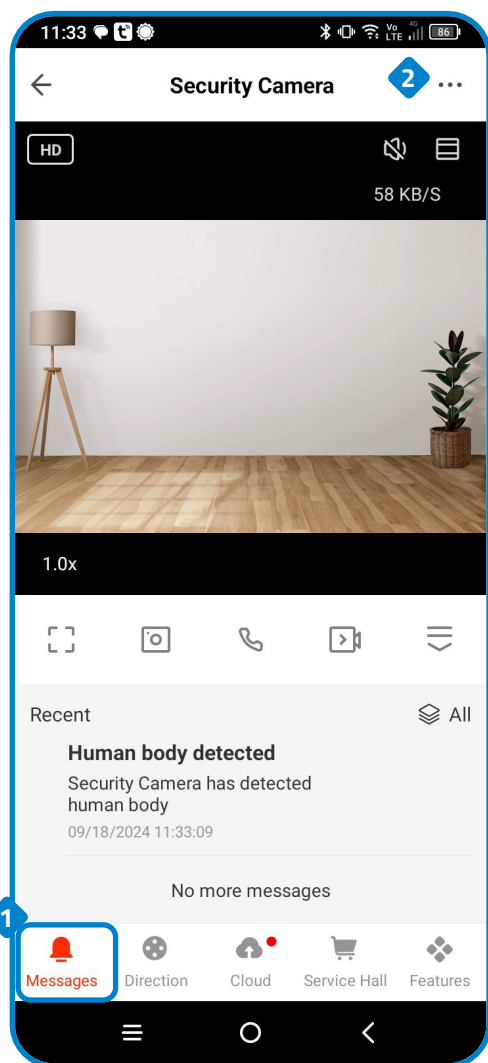 11:33
Vo
LTE
4G
86
Security Camera
2
HD
58 KB/S
1.0x
Recent
All
Human body detected
Security Camera has detected
human body
09/18/2024 11:33:09
No more messages
1
Messages
Direction
Cloud
Service Hall
Features